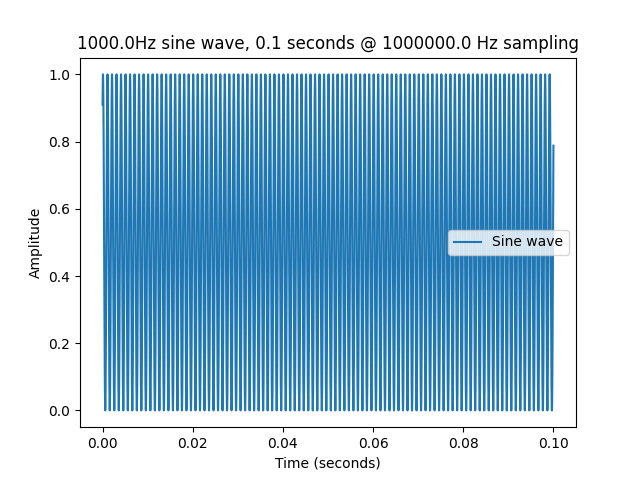 1000.0Hz sine wave, 0.1 seconds @ 1000000.0 Hz sampling
1.0
0.8
0.6
0.4
0.2
0.0
Amplitude
Sine wave
0.00 0.02 0.04 0.06 0.08 0.10
Time (seconds)